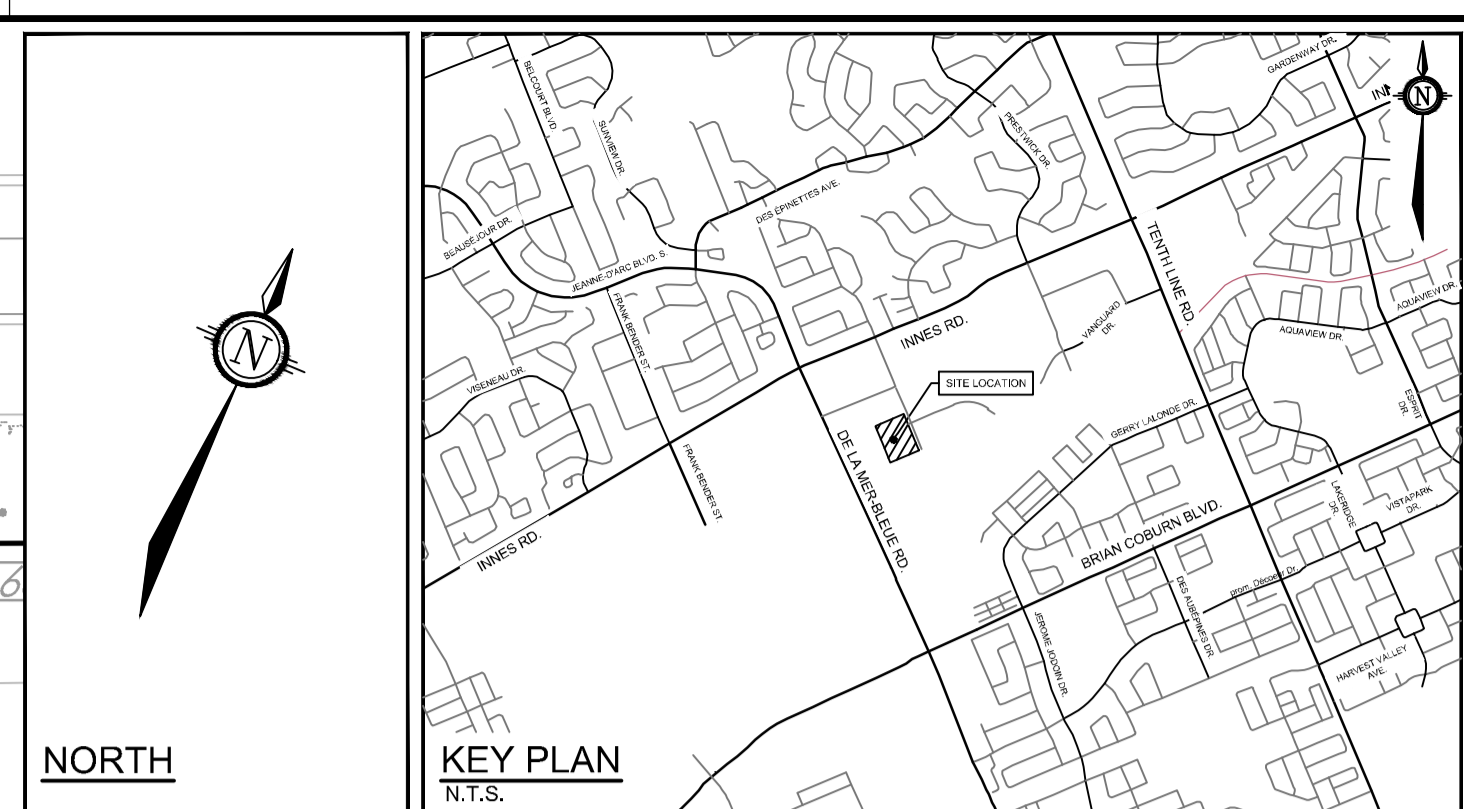 N
NORTH
6
BELCOURT BLVD.
SUNVIEW DR.
BEAUSÉJOUR DR.
JEANNE-D'ARC BLVD. S.
DES ÉPINETTES AVE.
PRESTWICK DR.
GARDENWAY DR.
N
TENTH LINE RD.
INNES RD.
VANGUARD
DR.
AQUAVIEW DR.
AQUAVIEW DR.
FRANK BENDER ST.
VISENEAU DR.
SITE LOCATION
ESPRIT
DR.
GERRY LALONDE DR.
DE LA MER-BLEUE RD.
FRANK BENDER ST.
INNES RD.
BRIAN COBURN BLVD.
LAKERIDGE
DR.
VISTAPARK
DR.
prom. Décoeur Dr.
DES AUBÉPINES DR.
JEROME JODOIN DR.
HARVEST VALLEY
AVE.
KEY PLAN
N.T.S.